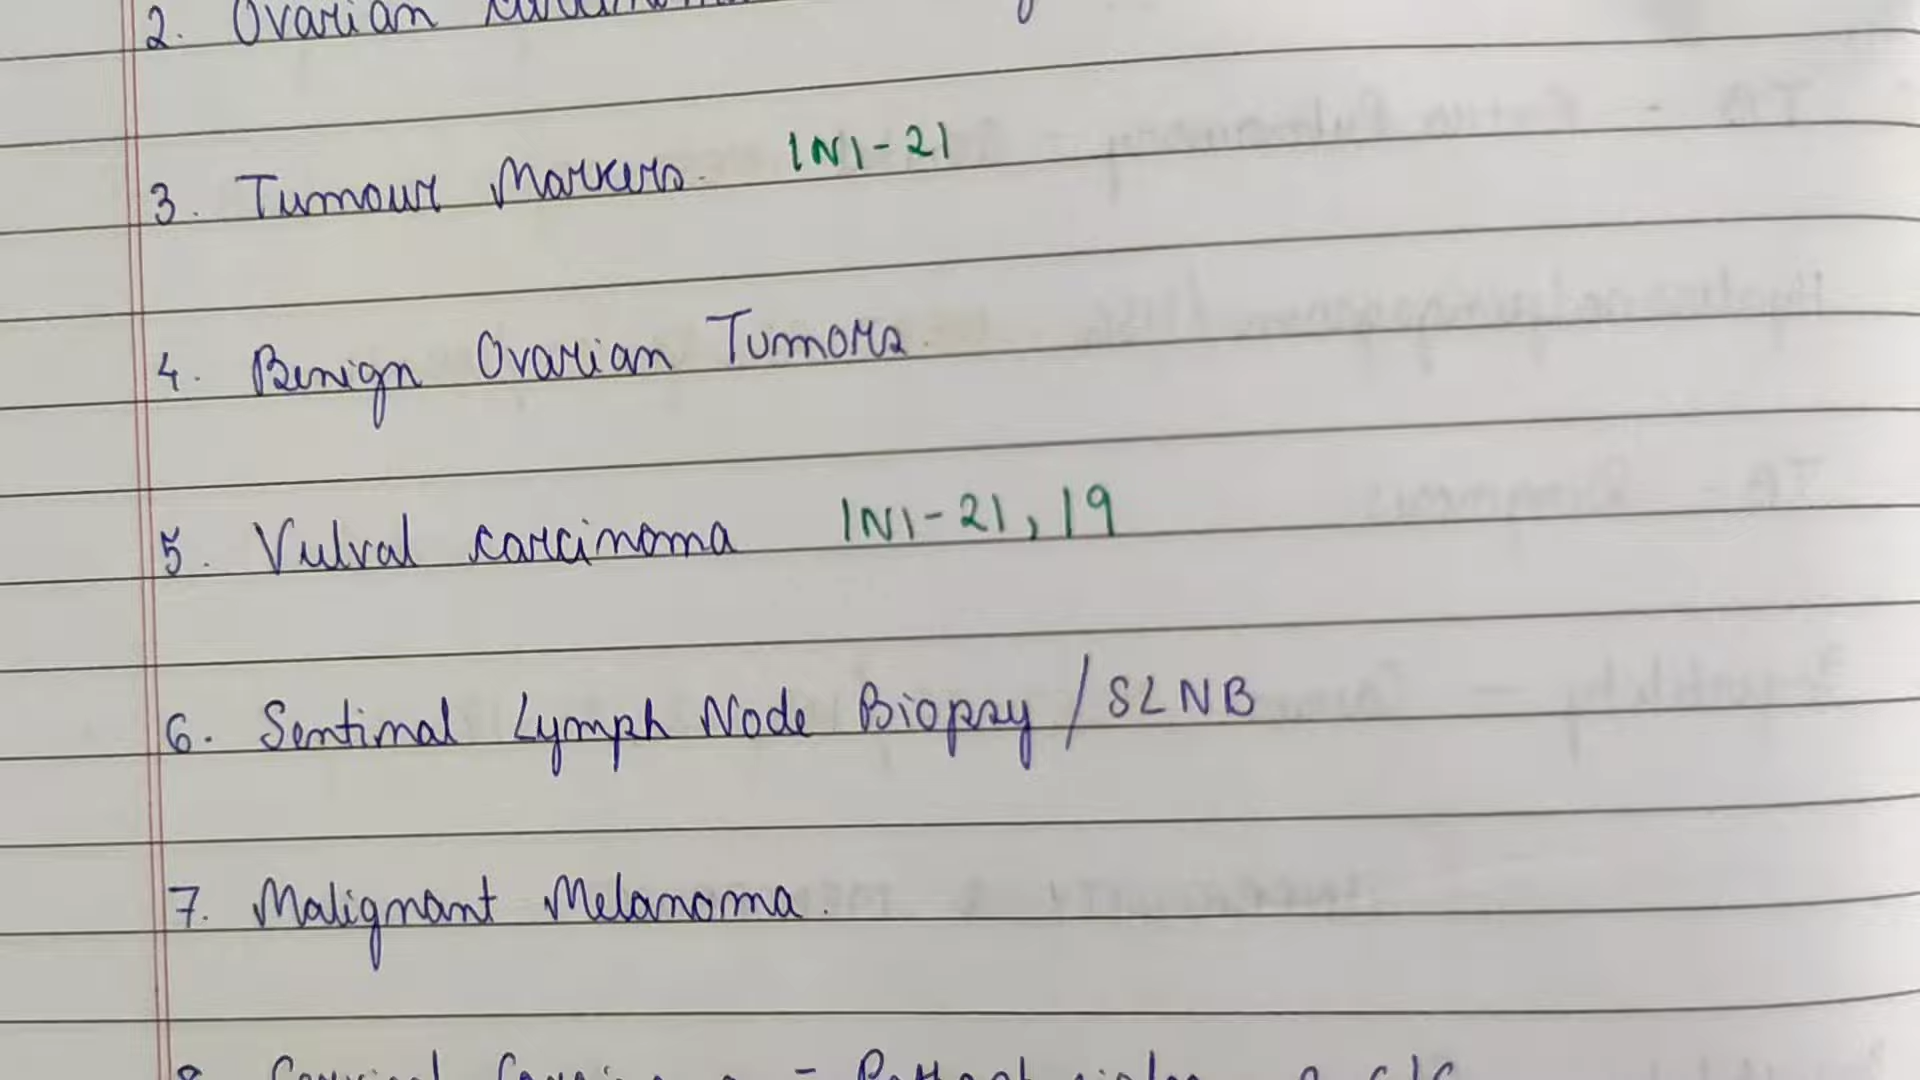 2. Ovarian
3. Tumour Markers. INI-21
4. Benign Ovarian Tumors.
5. Vulval carcinoma INI-21, 19
6. Sentimal Lymph Node Biopsy / SLNB
7. Malignant Melanoma.